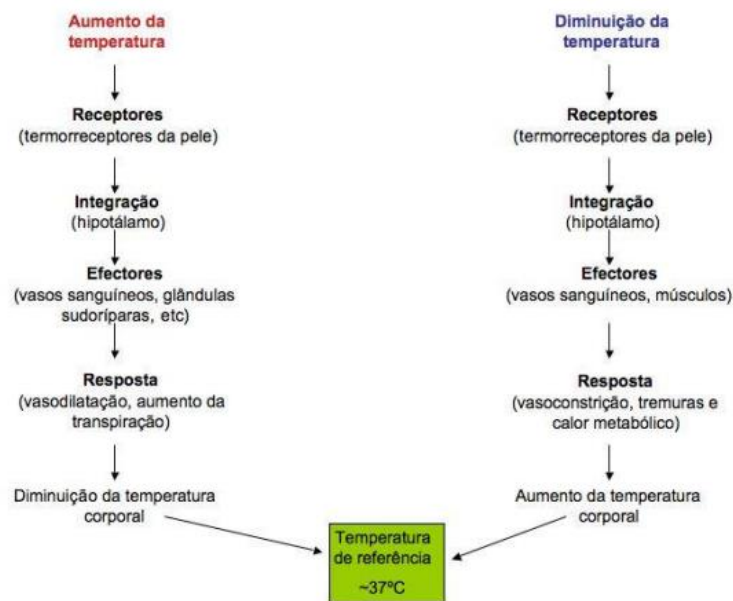 Aumento da
temperatura
Receptores
(termorreceptores da pele)
Integração
(hipotálamo)
Efectores
(vasos sanguíneos, glândulas
sudoríparas, etc)
Resposta
(vasodilatação, aumento da
transpiração)
Diminuição da temperatura
corporal
Diminuição da
temperatura
Receptores
(termorreceptores da pele)
Integração
(hipotálamo)
Efectores
(vasos sanguíneos, músculos)
Resposta
(vasoconstrição, tremuras e
calor metabólico)
Aumento da temperatura
corporal
Temperatura
de referência
~37ºC